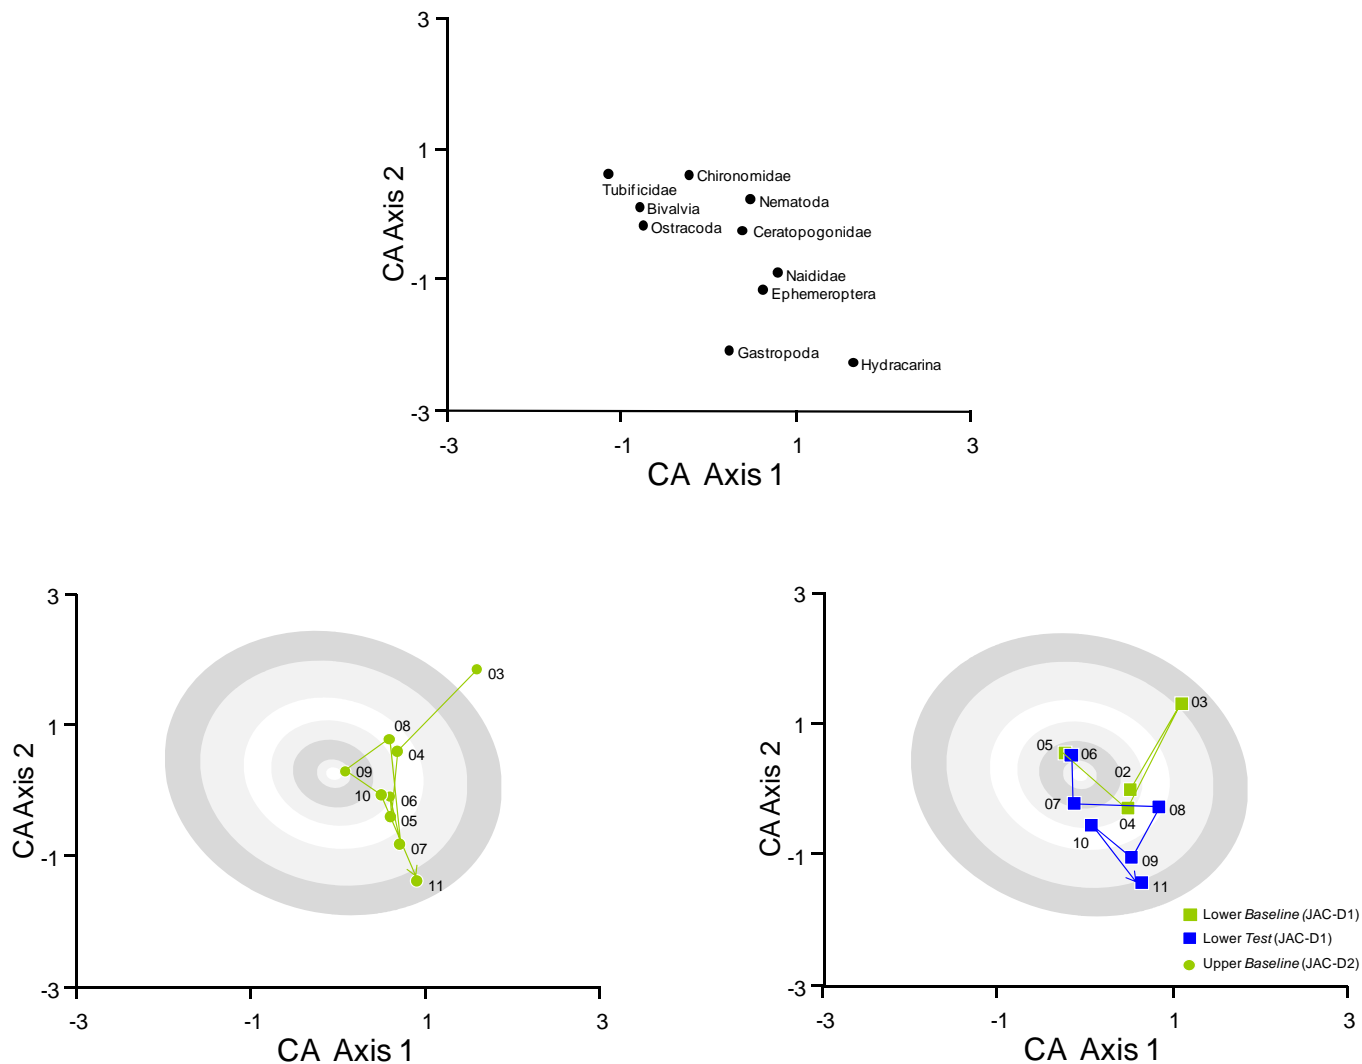 3
1
-1
-3
CA Axis 2
Tubificidae
Chironomidae
Bivalvia
Nematoda
Ostracoda
Ceratopogonidae
Naididae
Ephemeroptera
Gastropoda
Hydracarina
-3
-1
1
3
CA Axis 1
3
1
-1
-3
CA Axis 2
03
08
04
09
10
06
05
07
11
-3
-1
1
3
CA Axis 1
3
1
-1
-3
CA Axis 2
03
05
06
02
07
08
04
10
09
11
Lower Baseline (JAC-D1)
Lower Test (JAC-D1)
Upper Baseline (JAC-D2)
-3
-1
1
3
CA Axis 1